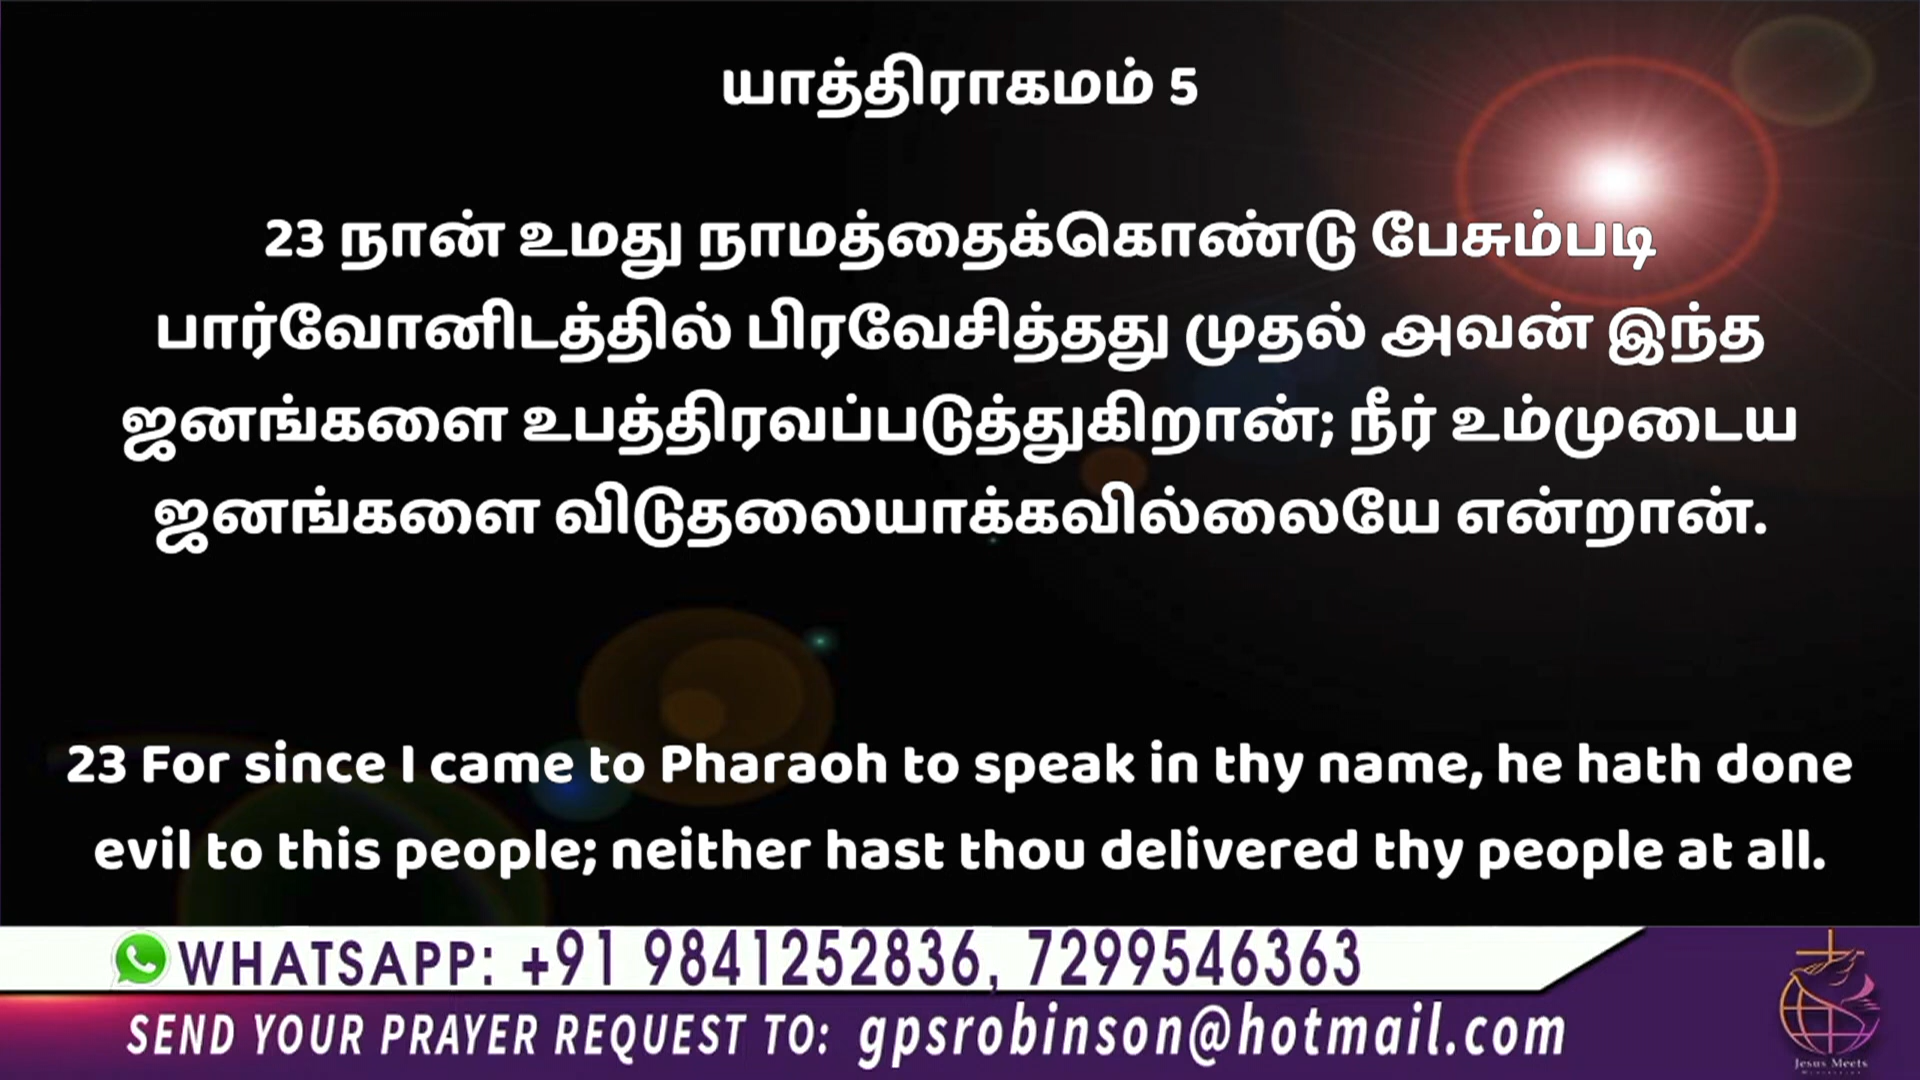 யாத்திராகமம் 5
23 நான் உமது நாமத்தைக்கொண்டு பேசும்படி
பார்வோனிடத்தில் பிரவேசித்தது முதல் அவன் இந்த
ஜனங்களை உபத்திரவப்படுத்துகிறான்; நீர் உம்முடைய
ஜனங்களை விடுதலையாக்கவில்லையே என்றான்.
23 For since I came to Pharaoh to speak in thy name, he hath done
evil to this people; neither hast thou delivered thy people at all.
WHATSAPP: +91 9841252836, 7299546363
SEND YOUR PRAYER REQUEST TO: gpsrobinson@hotmail.com
Jesus Meets